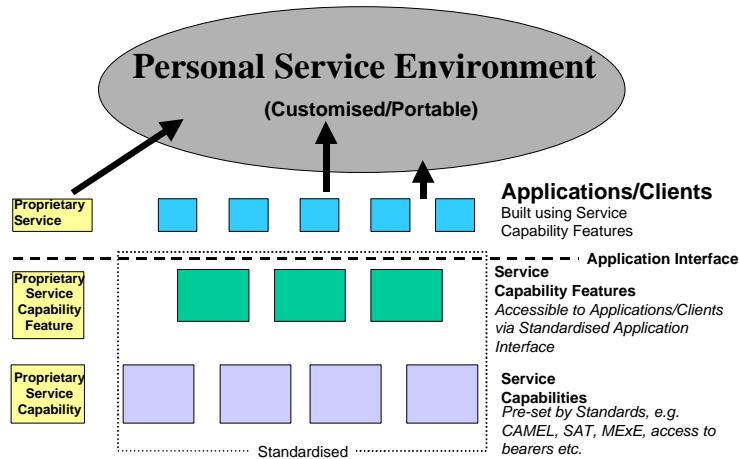 Personal Service Environment
(Customised/Portable)
Proprietary
Service
Applications/Clients
Built using Service
Capability Features
Application Interface
Proprietary
Service
Capability
Feature
Service
Capability Features
Accessible to Applications/Clients
via Standardised Application
Interface
Proprietary
Service
Capability
Service
Capabilities
Pre-set by Standards, e.g.
CAMEL, SAT, MExE, access to
bearers etc.
Standardised